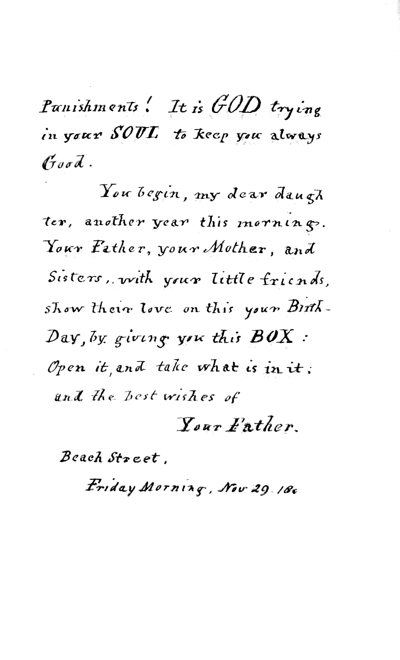 Punishments! It is GOD trying
in your SOUL to keep you always
Good.
You begin, my dear daugh
ter, another year this morning.
Your Father, your Mother, and
Sisters, with your little friends,
show their love on this your Birth-
Day, by giving you this BOX:
Open it, and take what is in it;
and the best wishes of
Your Father.
Beach Street,
Friday Morning, Nov 29.